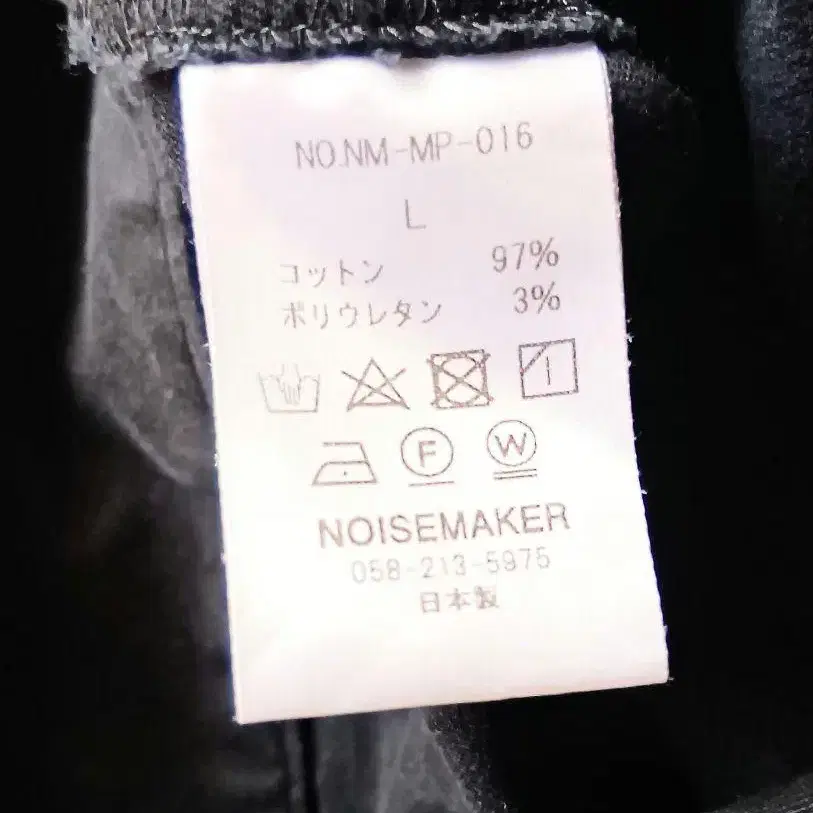 NO.NM-MP-016
L
コットン 97%
ポリウレタン 3%
F W
NOISEMAKER
058-213-5975
日本製